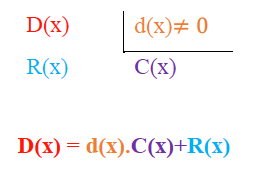 D(x) d(x)≠ 0
R(x) C(x)
D(x) = d(x).C(x)+R(x)